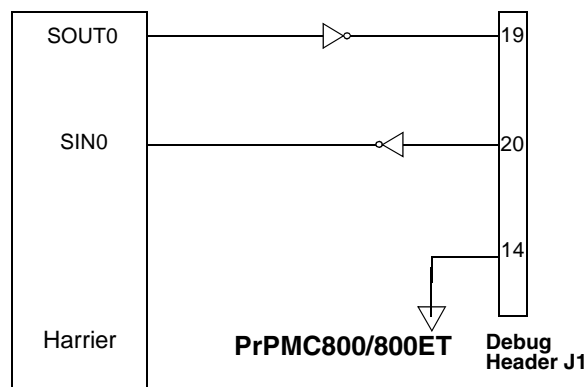 SOUT0
19
SIN0
20
14
Harrier
PrPMC800/800ET
Debug
Header J1